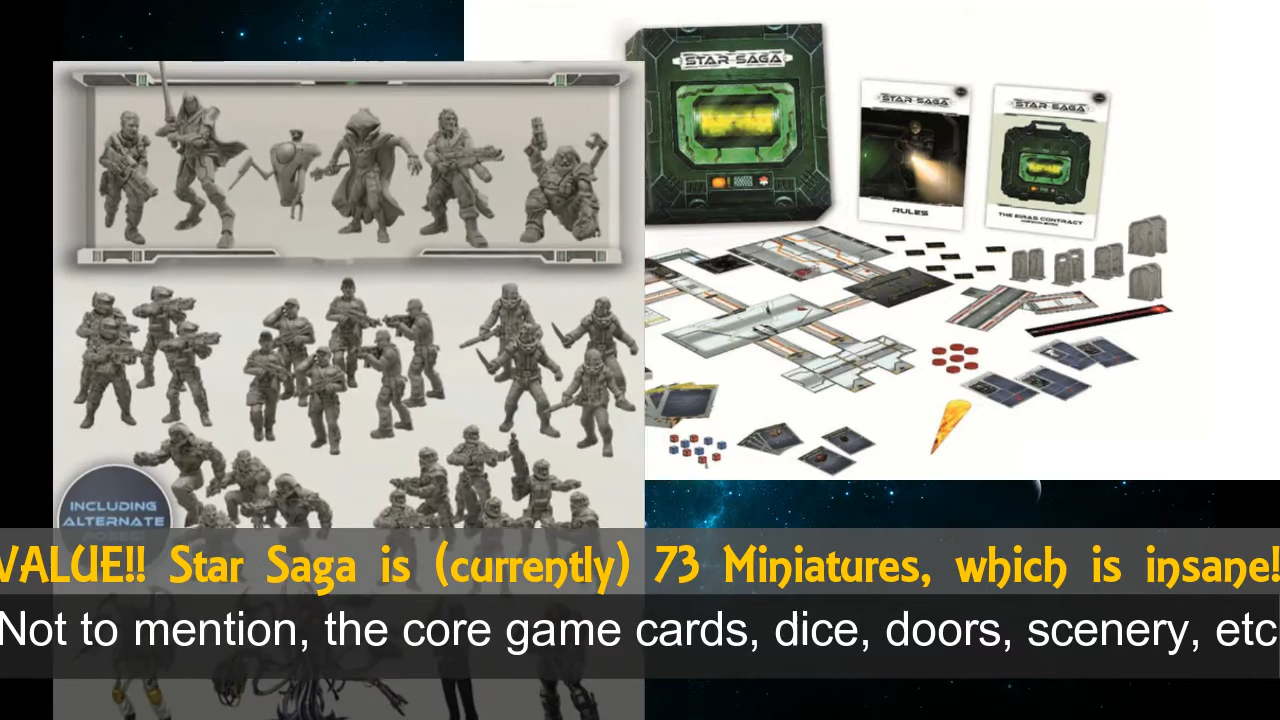 STAR SAGA
STAR SAGA
RULES
STAR SAGA
THE EIRAS CONTRACT
INCLUDING
ALTERNATE
POSES!
VALUE!! Star Saga is (currently) 73 Miniatures, which is insane!
Not to mention, the core game cards, dice, doors, scenery, etc